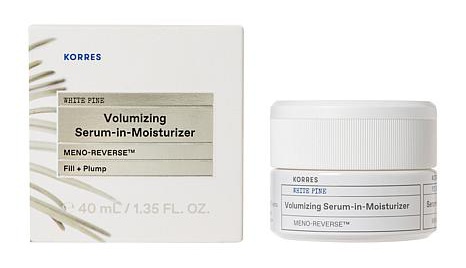 KORRES
WHITE PINE
Volumizing
Serum-in-Moisturizer
MENO-REVERSE™
Fill + Plump
40 mL / 1.35 FL. OZ.
KORRES
WHITE PINE
Volumizing Serum-in-Moisturizer
MENO-REVERSE™